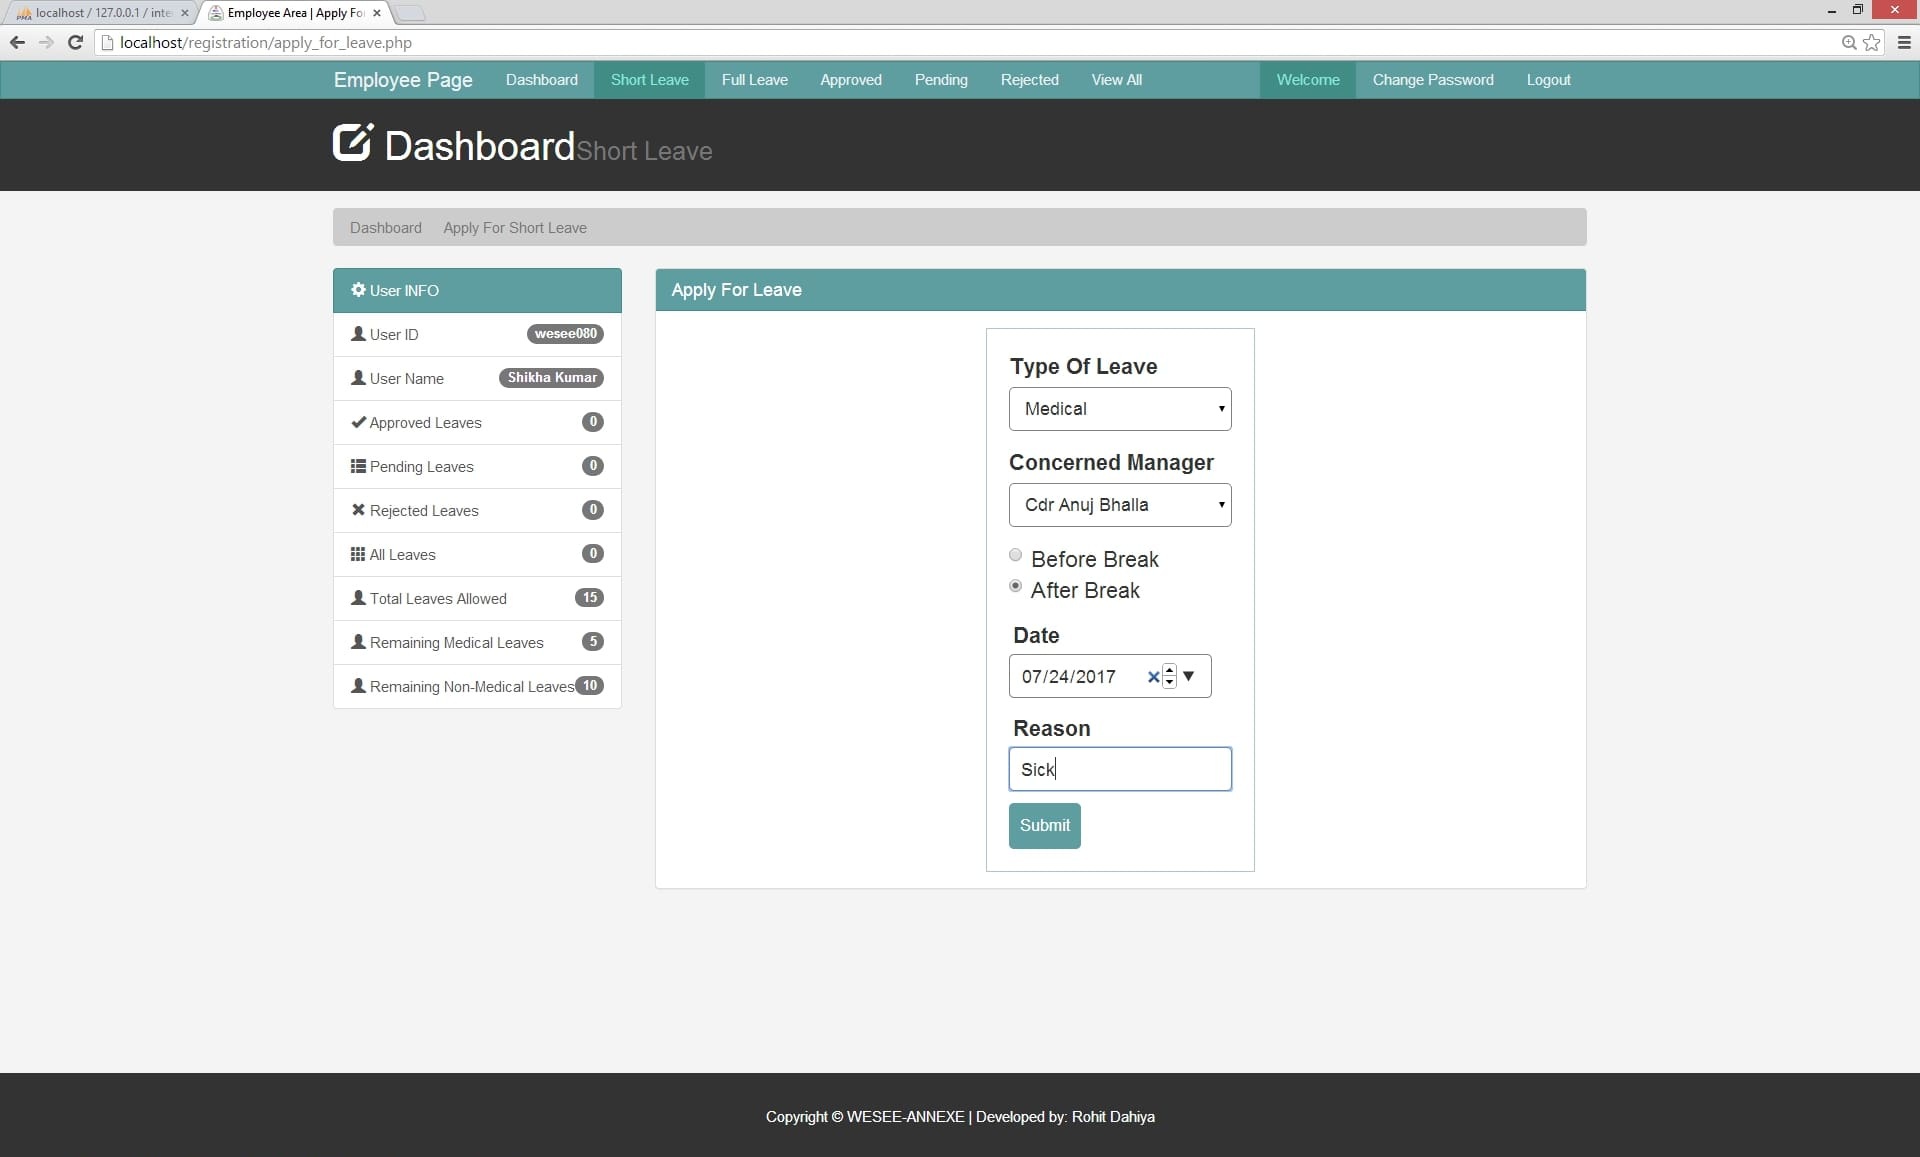 localhost / 127.0.0.1 / inte
Employee Area | Apply Fo
localhost/registration/apply_for_leave.php
Employee Page Dashboard Short Leave Full Leave Approved Pending Rejected View All Welcome Change Password Logout
DashboardShort Leave
Dashboard Apply For Short Leave
User INFO
User ID wesee080
User Name Shikha Kumar
Approved Leaves 0
Pending Leaves 0
Rejected Leaves 0
All Leaves 0
Total Leaves Allowed 15
Remaining Medical Leaves 5
Remaining Non-Medical Leaves 10
Apply For Leave
Type Of Leave
Medical
Concerned Manager
Cdr Anuj Bhalla
Before Break
After Break
Date
07/24/2017
Reason
Sick
Submit
Copyright © WESEE-ANNEXE | Developed by: Rohit Dahiya